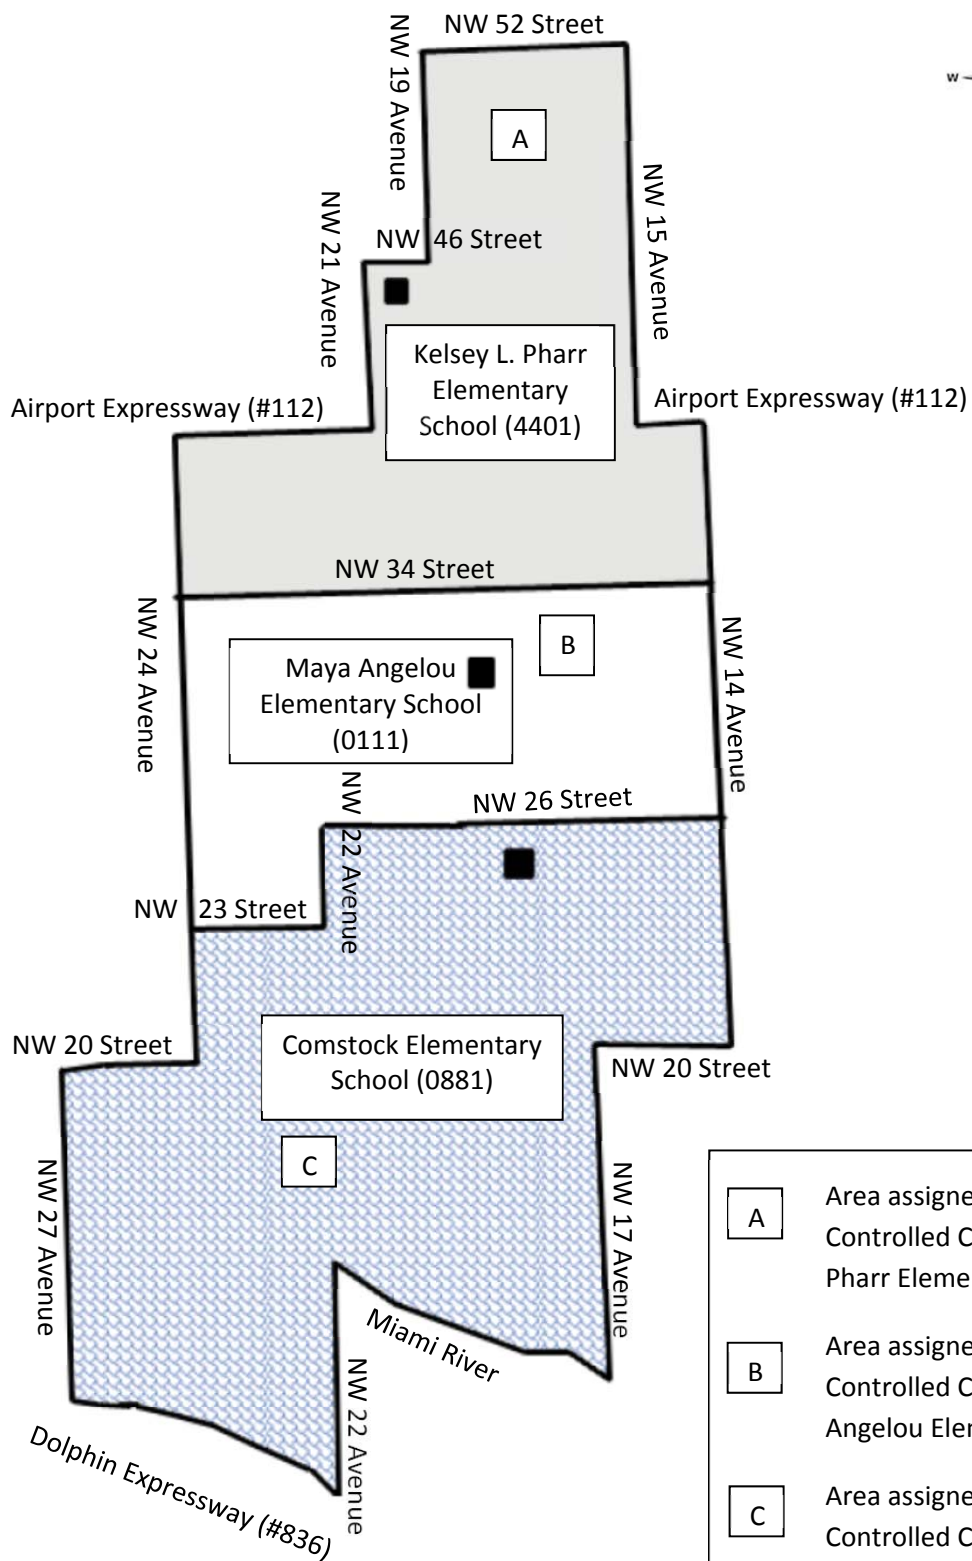 NW 52 Street
NW 19 Avenue
W
A
NW 15 Avenue
NW 21 Avenue
NW 46 Street
Kelsey L. Pharr
Elementary
School (4401)
Airport Expressway (#112)
Airport Expressway (#112)
NW 34 Street
NW 24 Avenue
B
NW 14 Avenue
Maya Angelou
Elementary School
(0111)
NW 22 Avenue
NW 26 Street
NW 23 Street
NW 20 Street
Comstock Elementary
School (0881)
NW 20 Street
C
NW 27 Avenue
NW 17 Avenue
Miami River
NW 22 Avenue
Dolphin Expressway (#836)
A
Area assigne
Controlled C
Pharr Eleme
B
Area assigne
Controlled C
Angelou Eler
C
Area assigne
Controlled C